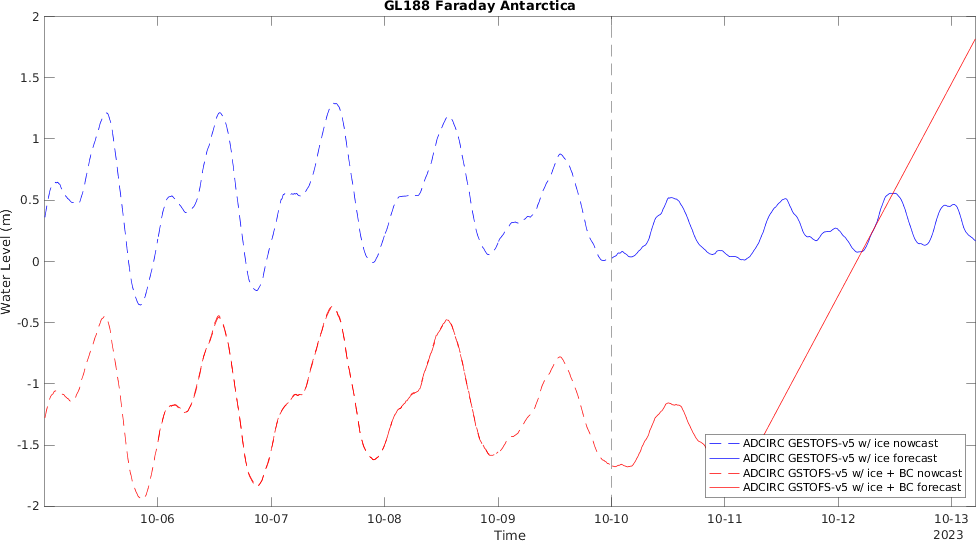 GL188 Faraday Antarctica
2
1.5
1
0.5
0
-0.5
-1
-1.5
-2
Water Level (m)
10-06
10-07
10-08
10-09
10-10
10-11
10-12
10-13
Time
2023
ADCIRC GESTOFS-v5 w/ ice nowcast
ADCIRC GESTOFS-v5 w/ ice forecast
ADCIRC GSTOFS-v5 w/ ice + BC nowcast
ADCIRC GSTOFS-v5 w/ ice + BC forecast